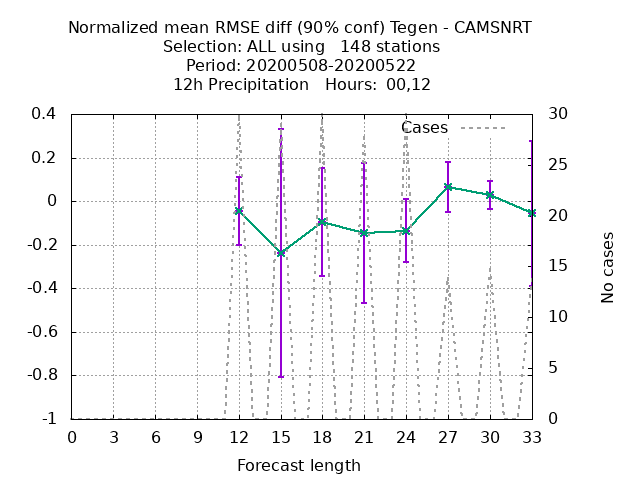 Normalized mean RMSE diff (90% conf) Tegen - CAMSNRT
Selection: ALL using   148 stations
Period: 20200508-20200522
12h Precipitation   Hours:  00,12
Cases
0.4
0.2
0
-0.2
-0.4
-0.6
-0.8
-1
30
25
20
15
10
5
0
No cases
0 3 6 9 12 15 18 21 24 27 30 33
Forecast length